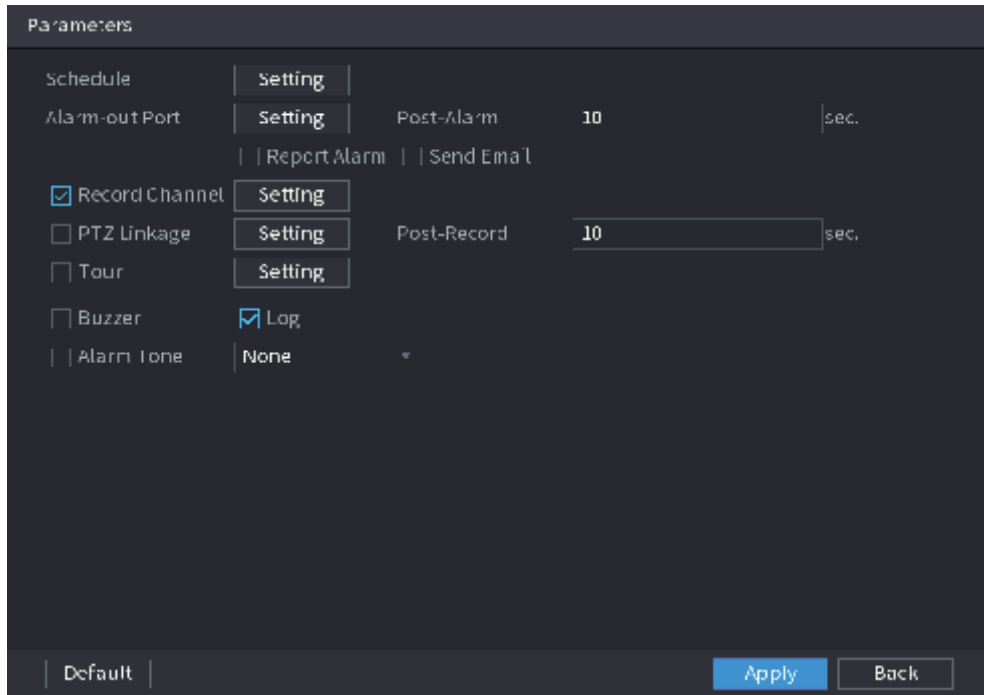 Parameters
Schedule Setting
Alarm-out Port Setting Post-Alarm 10 sec.
Report Alarm Send Email
Record Channel Setting
PTZ Linkage Setting Post-Record 10 sec.
Tour Setting
Buzzer Log
Alarm Tone None
Default Apply Back